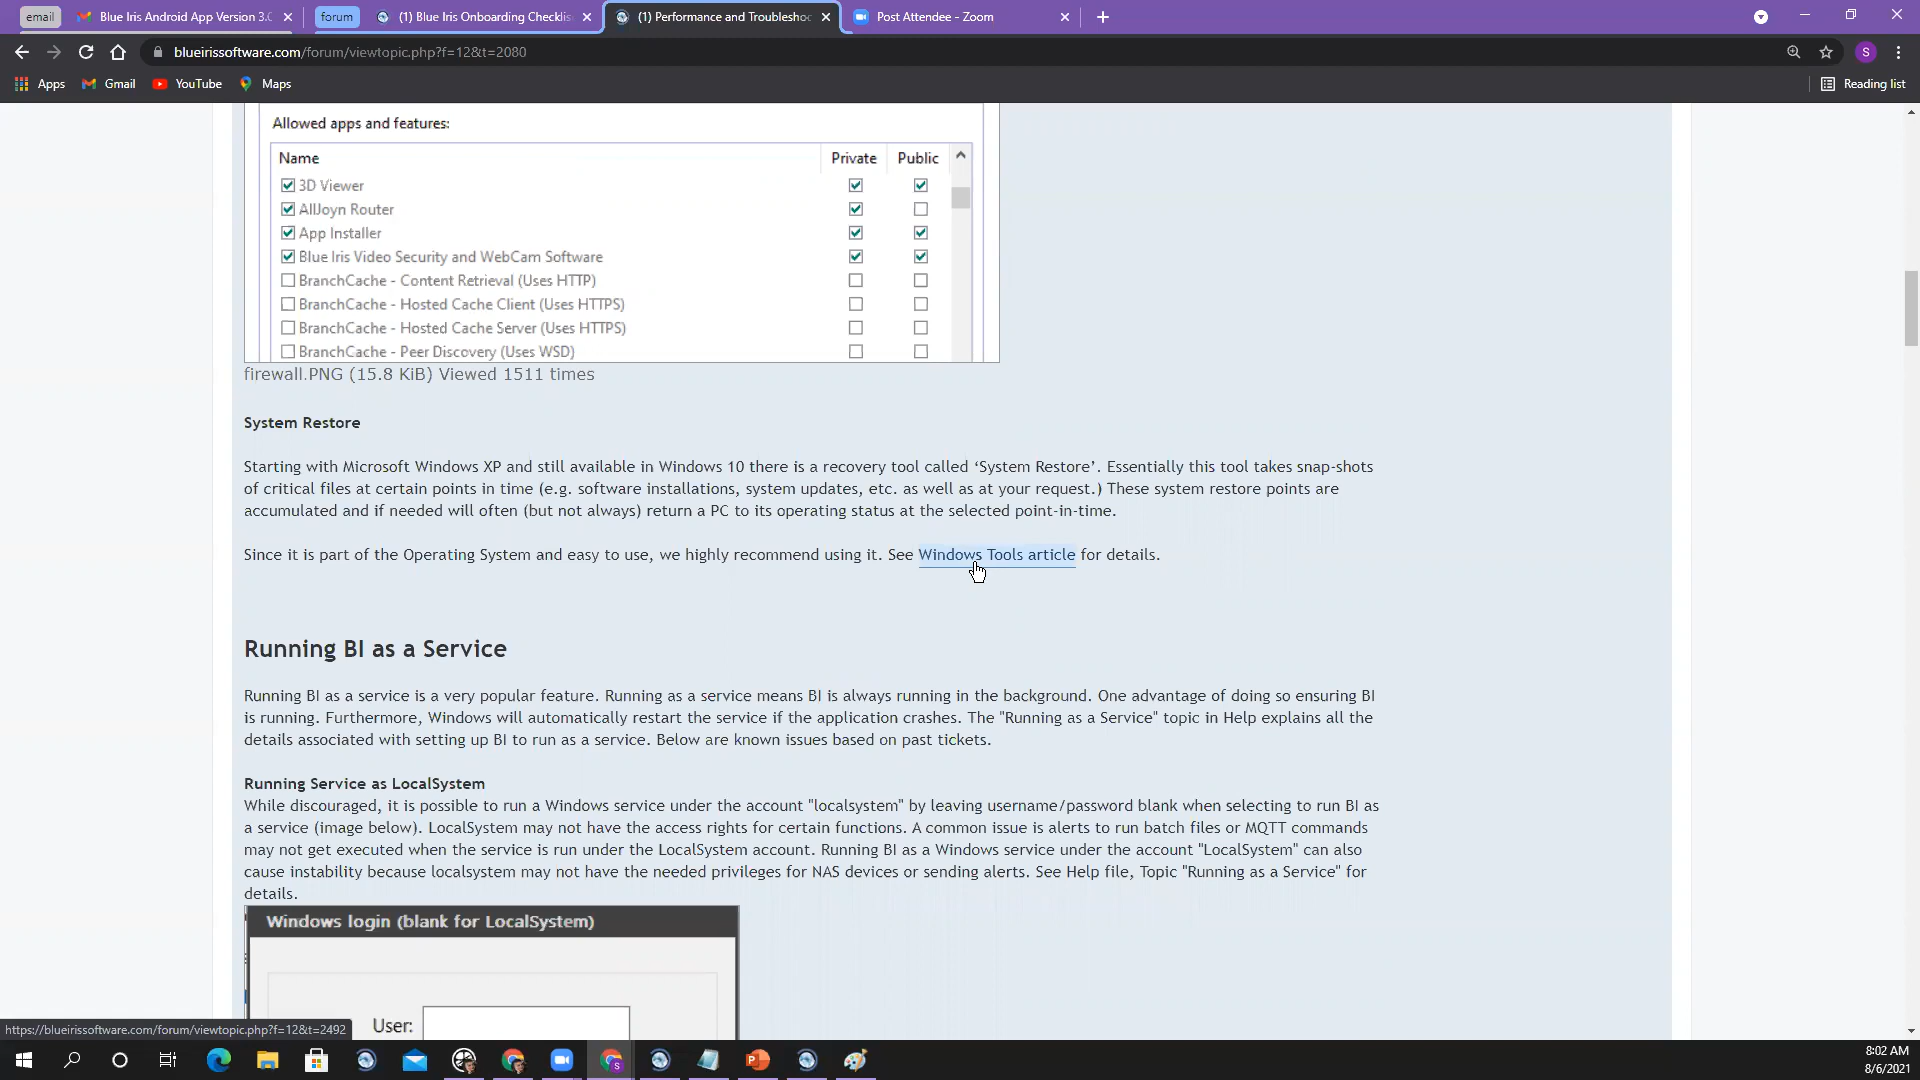 email
Blue Iris Android App Version 3.0
forum
(1) Blue Iris Onboarding Checklis
(1) Performance and Troubleshoo
Post Attendee - Zoom
blueirissoftware.com/forum/viewtopic.php?f=12&t=2080
S
Apps
Gmail
YouTube
Maps
Reading list
Allowed apps and features:
Name Private Public
3D Viewer
AllJoyn Router
App Installer
Blue Iris Video Security and WebCam Software
BranchCache - Content Retrieval (Uses HTTP)
BranchCache - Hosted Cache Client (Uses HTTPS)
BranchCache - Hosted Cache Server (Uses HTTPS)
BranchCache - Peer Discovery (Uses WSD)
firewall.PNG (15.8 KiB) Viewed 1511 times
System Restore
Starting with Microsoft Windows XP and still available in Windows 10 there is a recovery tool called ‘System Restore’. Essentially this tool takes snap-shots
of critical files at certain points in time (e.g. software installations, system updates, etc. as well as at your request.) These system restore points are
accumulated and if needed will often (but not always) return a PC to its operating status at the selected point-in-time.
Since it is part of the Operating System and easy to use, we highly recommend using it. See Windows Tools article for details.
Running BI as a Service
Running BI as a service is a very popular feature. Running as a service means BI is always running in the background. One advantage of doing so ensuring BI
is running. Furthermore, Windows will automatically restart the service if the application crashes. The "Running as a Service" topic in Help explains all the
details associated with setting up BI to run as a service. Below are known issues based on past tickets.
Running Service as LocalSystem
While discouraged, it is possible to run a Windows service under the account "localsystem" by leaving username/password blank when selecting to run BI as
a service (image below). LocalSystem may not have the access rights for certain functions. A common issue is alerts to run batch files or MQTT commands
may not get executed when the service is run under the LocalSystem account. Running BI as a Windows service under the account "LocalSystem" can also
cause instability because localsystem may not have the needed privileges for NAS devices or sending alerts. See Help file, Topic "Running as a Service" for
details.
Windows login (blank for LocalSystem)
User:
https://blueirissoftware.com/forum/viewtopic.php?f=12&t=2492
8:02 AM
8/6/2021